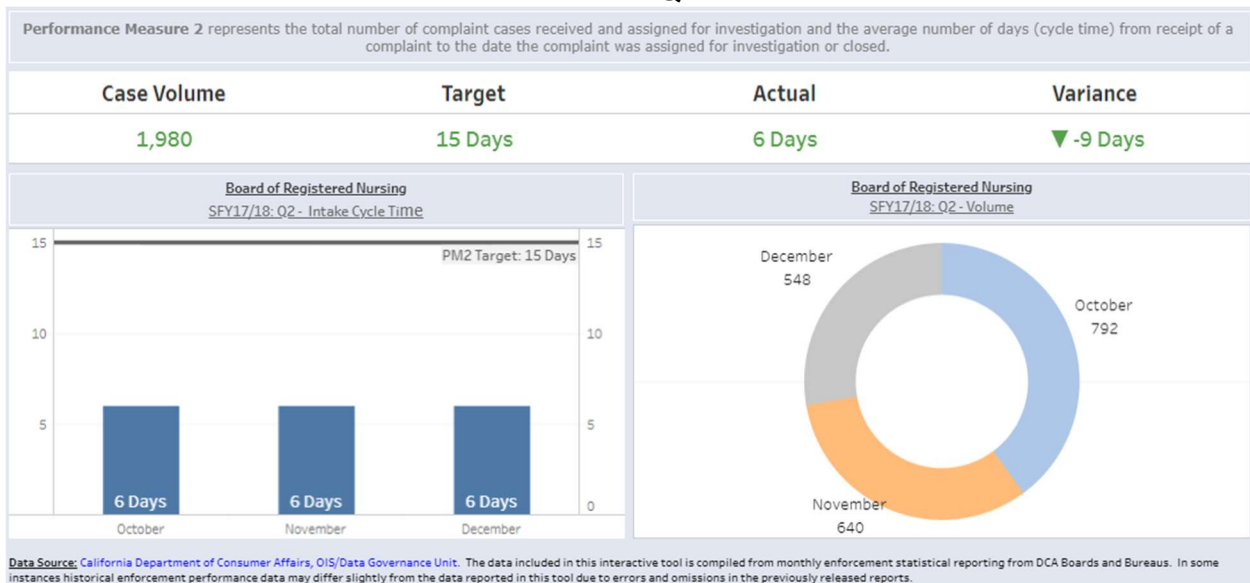 Performance Measure 2 represents the total number of complaint cases received and assigned for investigation and the average number of days (cycle time) from receipt of a
complaint to the date the complaint was assigned for investigation or closed.
Case Volume Target Actual Variance
1,980 15 Days 6 Days ▼ -9 Days
Board of Registered Nursing
SFY17/18: Q2 - Intake Cycle Time
15 15
PM2 Target: 15 Days
10 10
5 5
0
6 Days 6 Days 6 Days
October November December
Board of Registered Nursing
SFY17/18: Q2 - Volume
December
548
October
792
November
640
Data Source: California Department of Consumer Affairs, OIS/Data Governance Unit. The data included in this interactive tool is compiled from monthly enforcement statistical reporting from DCA Boards and Bureaus. In some
instances historical enforcement performance data may differ slightly from the data reported in this tool due to errors and omissions in the previously released reports.